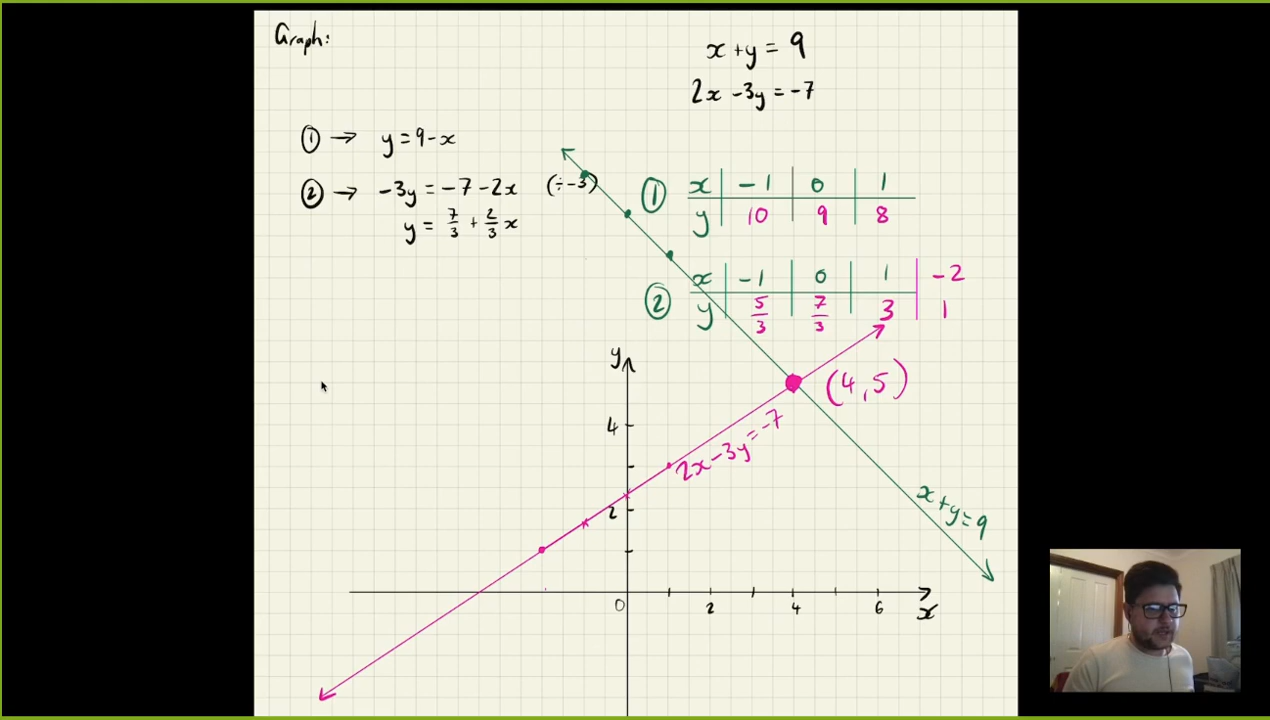 Graph:
x + y = 9
2x - 3y = -7
① → y = 9 - x
② → -3y = -7 - 2x (÷ -3)
y = 7/3 + 2/3 x
① x | -1 | 0 | 1
y | 10 | 9 | 8
② x | -1 | 0 | 1 | -2
y | 5/3 | 7/3 | 3 | 1
y
(4, 5)
4
2x - 3y = -7
2
x + y = 9
0 2 4 6 x